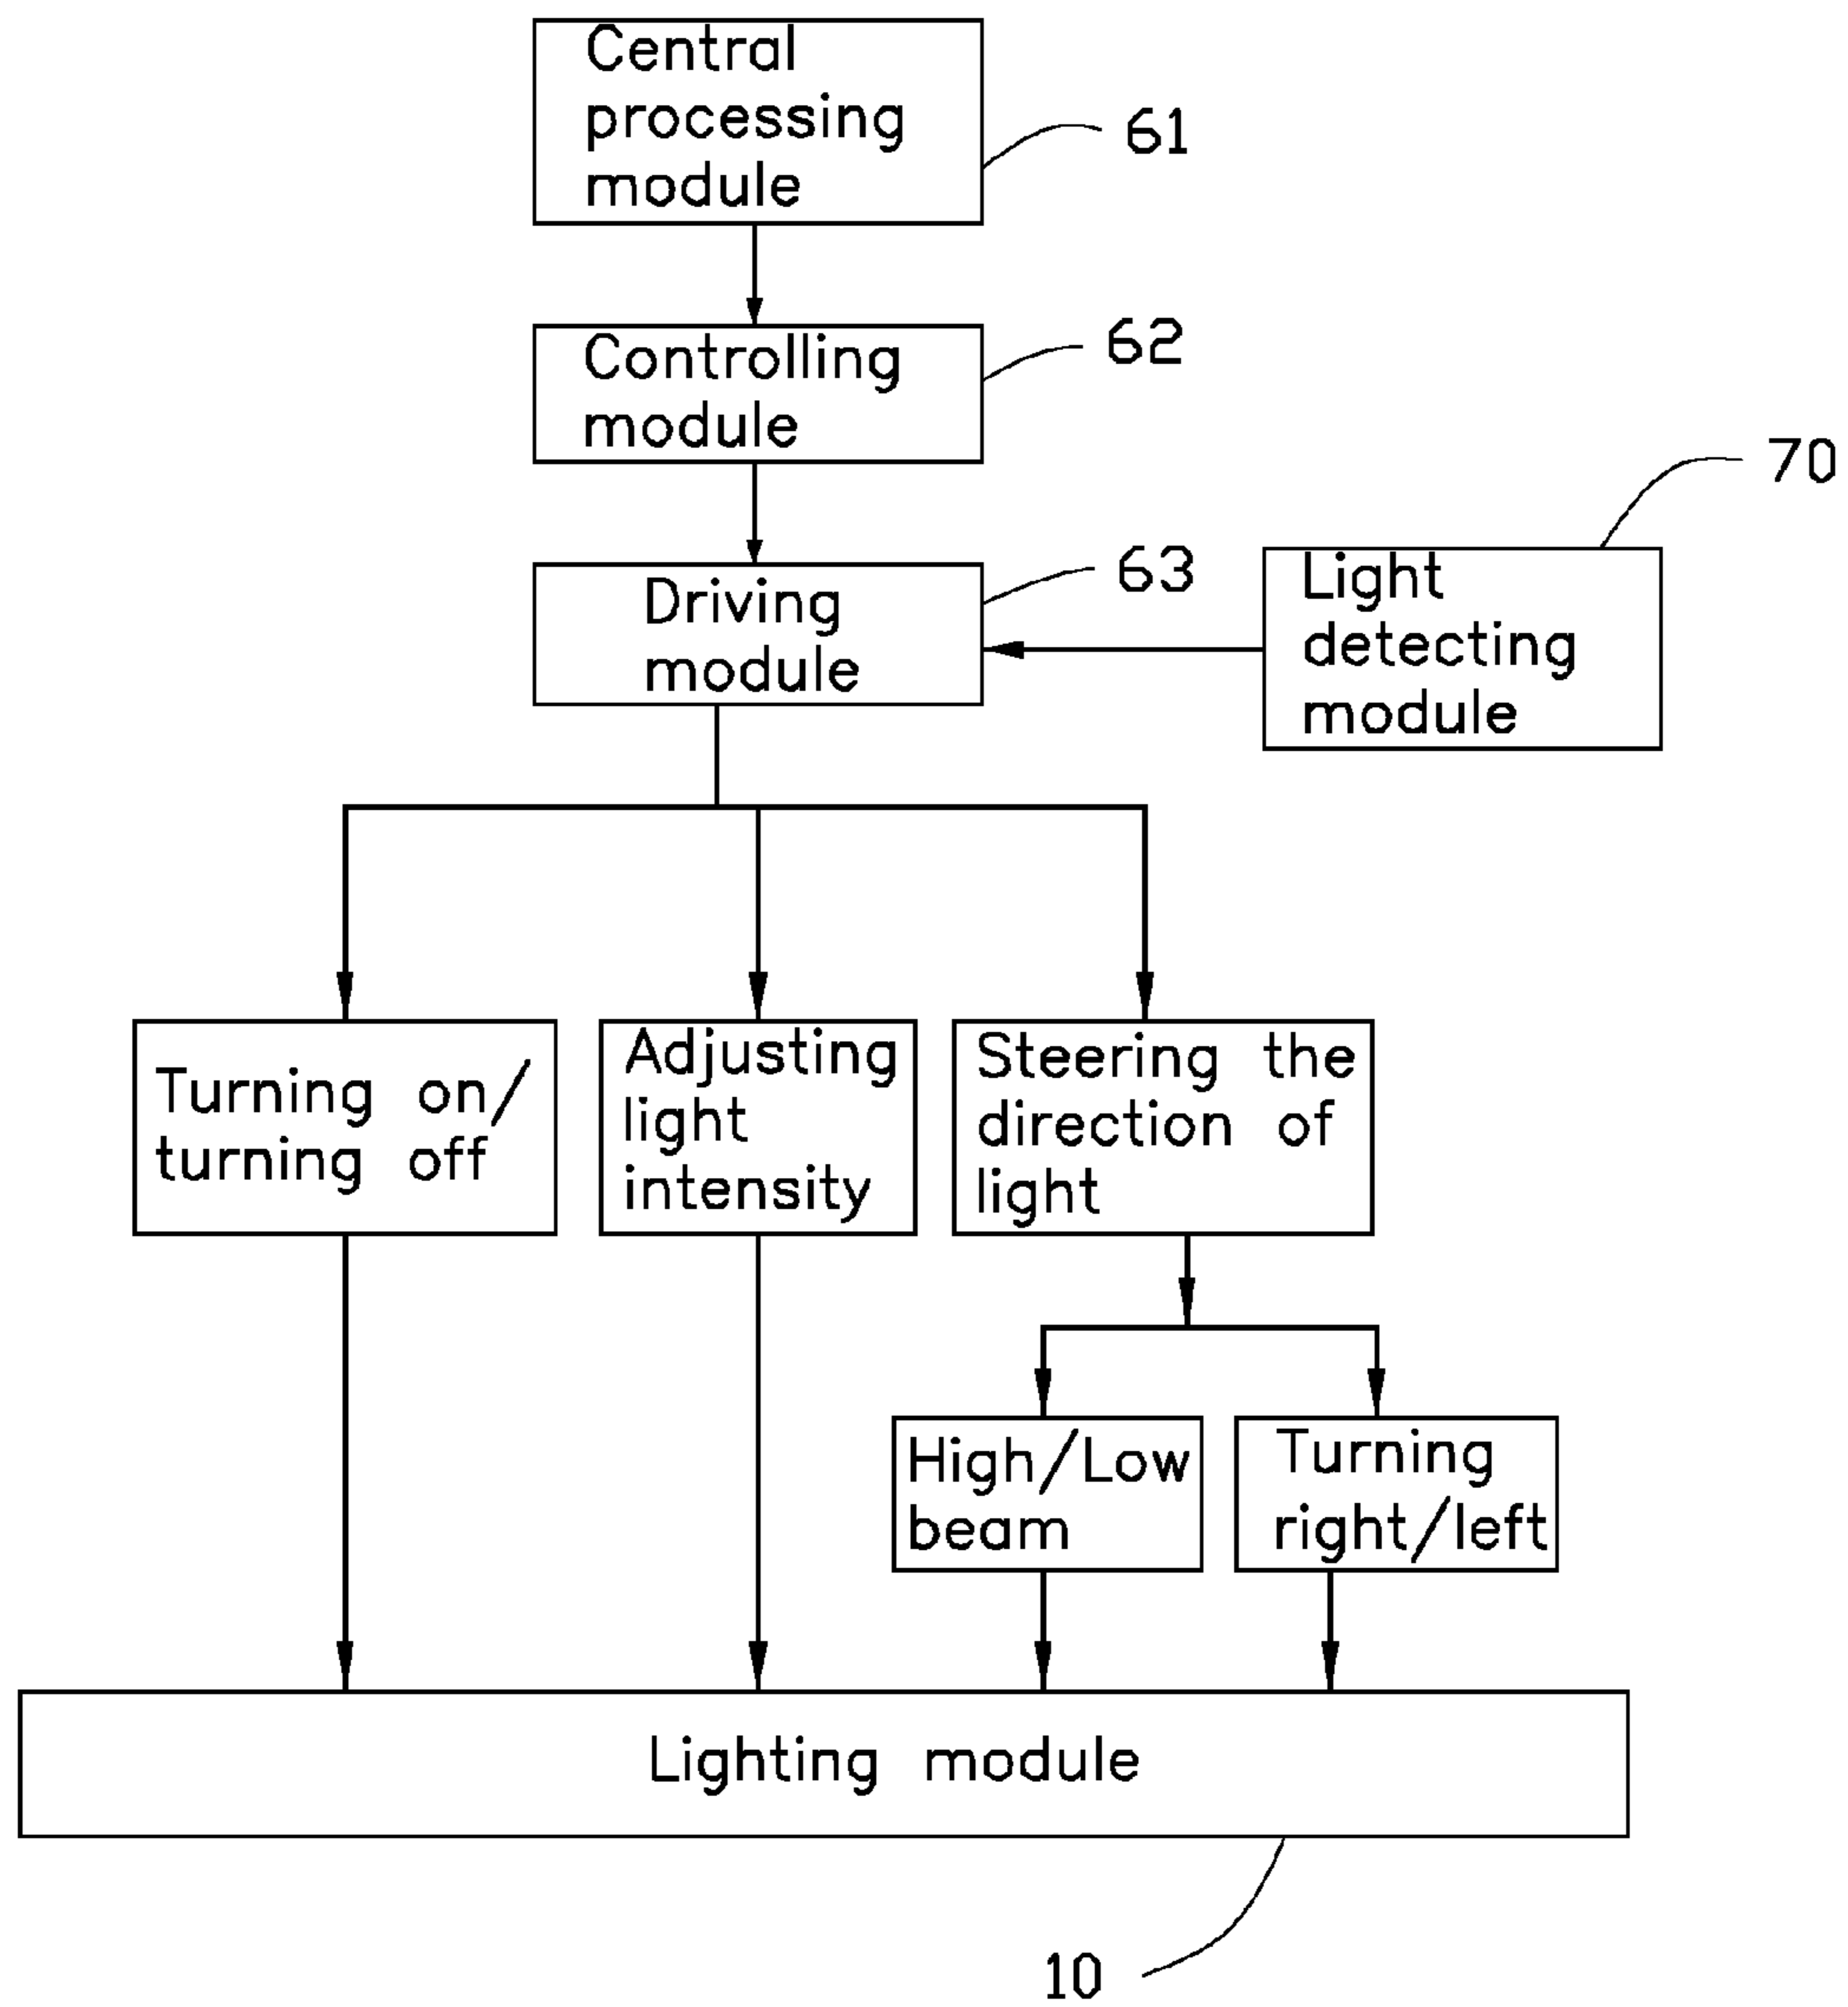 Central
processing
module
61
Controlling
module
62
Driving
module
63
Light
detecting
module
70
Turning on/
turning off
Adjusting
light
intensity
Steering the
direction of
light
High/Low
beam
Turning
right/left
Lighting module
10